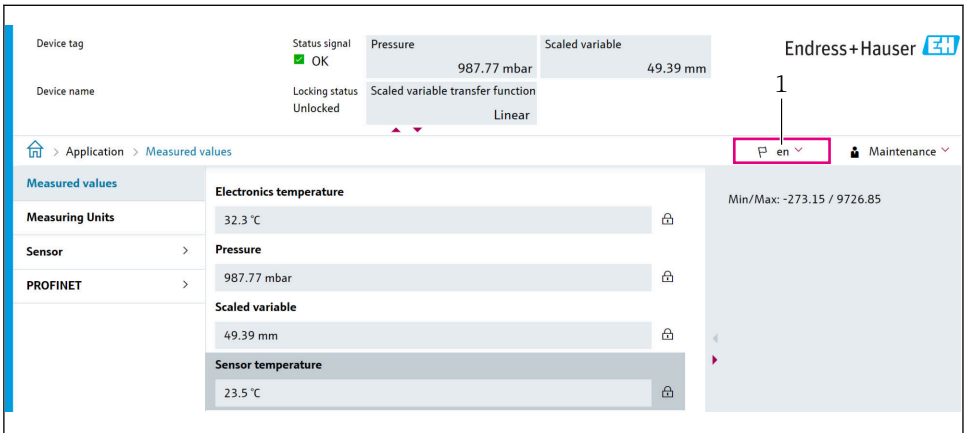 Device tag
Status signal
OK
Pressure
987.77 mbar
Scaled variable
49.39 mm
Endress+Hauser EH
Device name
Locking status
Unlocked
Scaled variable transfer function
Linear
1
> Application > Measured values
en
Maintenance
Measured values
Measuring Units
Sensor >
PROFINET >
Electronics temperature
32.3 °C
Pressure
987.77 mbar
Scaled variable
49.39 mm
Sensor temperature
23.5 °C
Min/Max: -273.15 / 9726.85